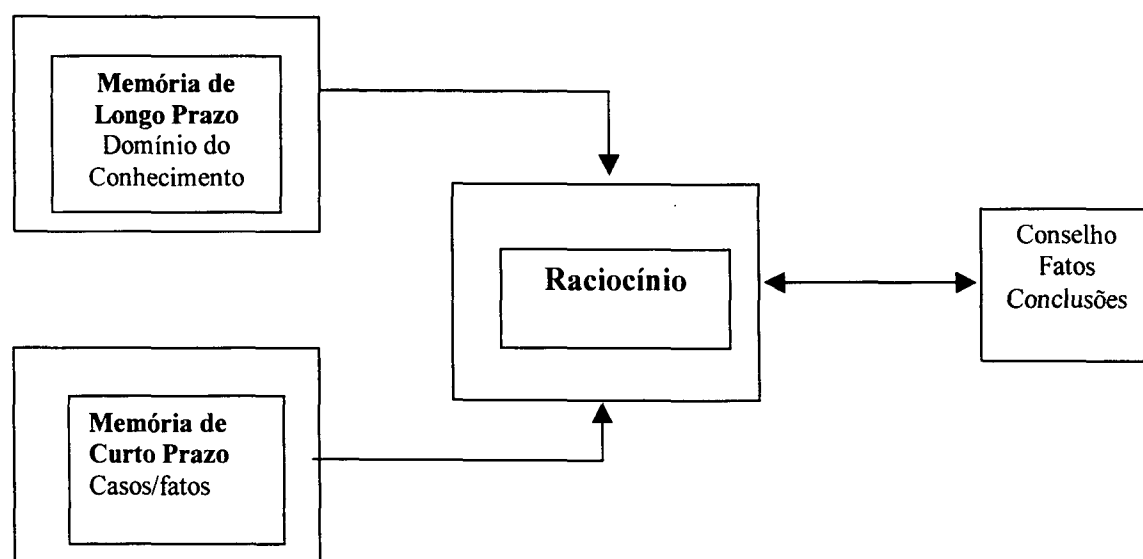 Memória de
Longo Prazo
Domínio do
Conhecimento
Raciocínio
Conselho
Fatos
Conclusões
Memória de
Curto Prazo
Casos/fatos